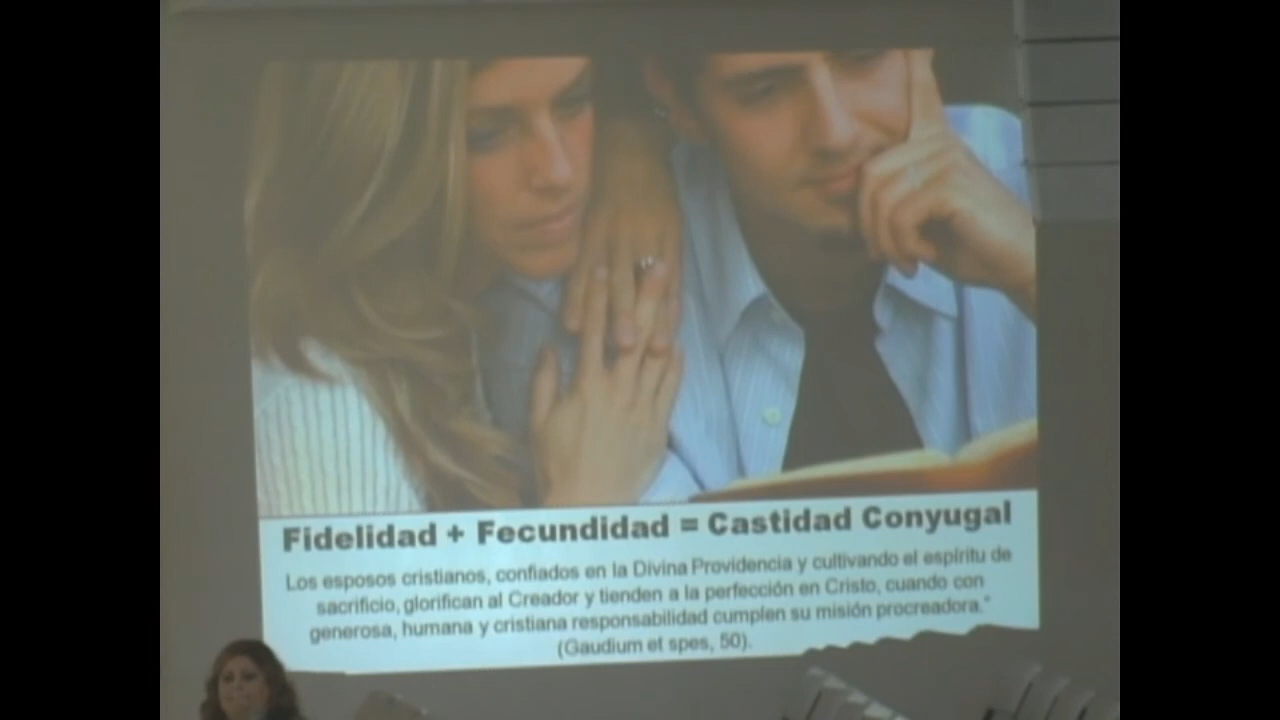 Fidelidad + Fecundidad = Castidad Conyugal
Los esposos cristianos, confiados en la Divina Providencia y cultivando el espíritu de
sacrificio, glorifican al Creador y tienden a la perfección en Cristo, cuando con
generosa, humana y cristiana responsabilidad cumplen su misión procreadora."
(Gaudium et spes, 50).